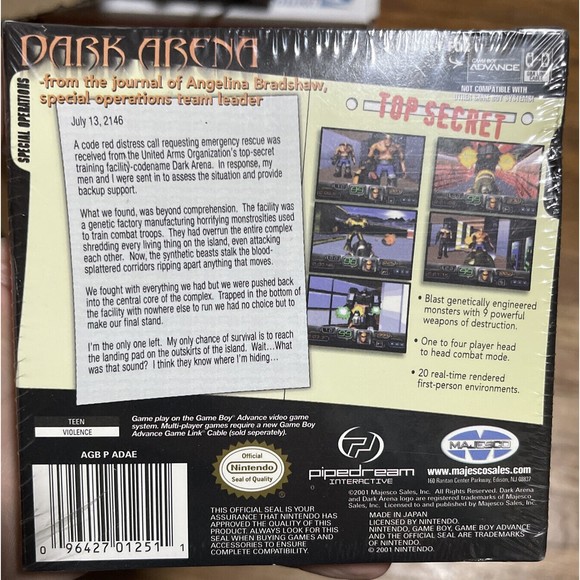 DARK ARENA
-from the journal of Angelina Bradshaw,
special operations team leader
SPECIAL OPERATIONS
July 13, 2146
A code red distress call requesting emergency rescue was
received from the United Arms Organization's top-secret
training facility-codename Dark Arena. In response, my
men and I were sent in to assess the situation and provide
backup support.
What we found, was beyond comprehension. The facility was
a genetic factory manufacturing horrifying monstrosities used
to train combat troops. They had overrun the entire complex
shredding every living thing on the island, even attacking
each other. Now, the synthetic beasts stalk the blood-
splattered corridors ripping apart anything that moves.
We fought with everything we had but we were pushed back
into the central core of the complex. Trapped in the bottom of
the facility with nowhere else to run we had no choice but to
make our final stand.
I'm the only one left. My only chance of survival is to reach
the landing pad on the outskirts of the island. Wait...What
was that sound? I think they know where I'm hiding...
GAME BOY
ADVANCE
NOT COMPATIBLE WITH
OTHER GAME BOY SYSTEMS!
TOP SECRET
• Blast genetically engineered
monsters with 9 powerful
weapons of destruction.
• One to four player head
to head combat mode.
• 20 real-time rendered
first-person environments.
TEEN
VIOLENCE
Game play on the Game Boy Advance video game
system. Multi-player games require a new Game Boy
Advance Game Link Cable (sold seperately).
AGB P ADAE
0 96427 01251 1
Official
Nintendo
Seal of Quality
THIS OFFICIAL SEAL IS YOUR
ASSURANCE THAT NINTENDO HAS
APPROVED THE QUALITY OF THIS
PRODUCT. ALWAYS LOOK FOR THIS
SEAL WHEN BUYING GAMES AND
ACCESSORIES TO ENSURE
COMPLETE COMPATIBILITY.
pipedream
INTERACTIVE
MAJESCO
www.majescosales.com
160 Raritan Center Parkway, Edison, NJ 08837
©2001 Majesco Sales, Inc. All Rights Reserved. Dark Arena
and Dark Arena logo are registered trademarks of Majesco
Sales, Inc. Licensed to and published by Majesco Sales, Inc.
MADE IN JAPAN
LICENSED BY NINTENDO.
NINTENDO, GAME BOY, GAME BOY ADVANCE
AND THE OFFICIAL SEAL ARE TRADEMARKS
OF NINTENDO.
© 2001 NINTENDO.